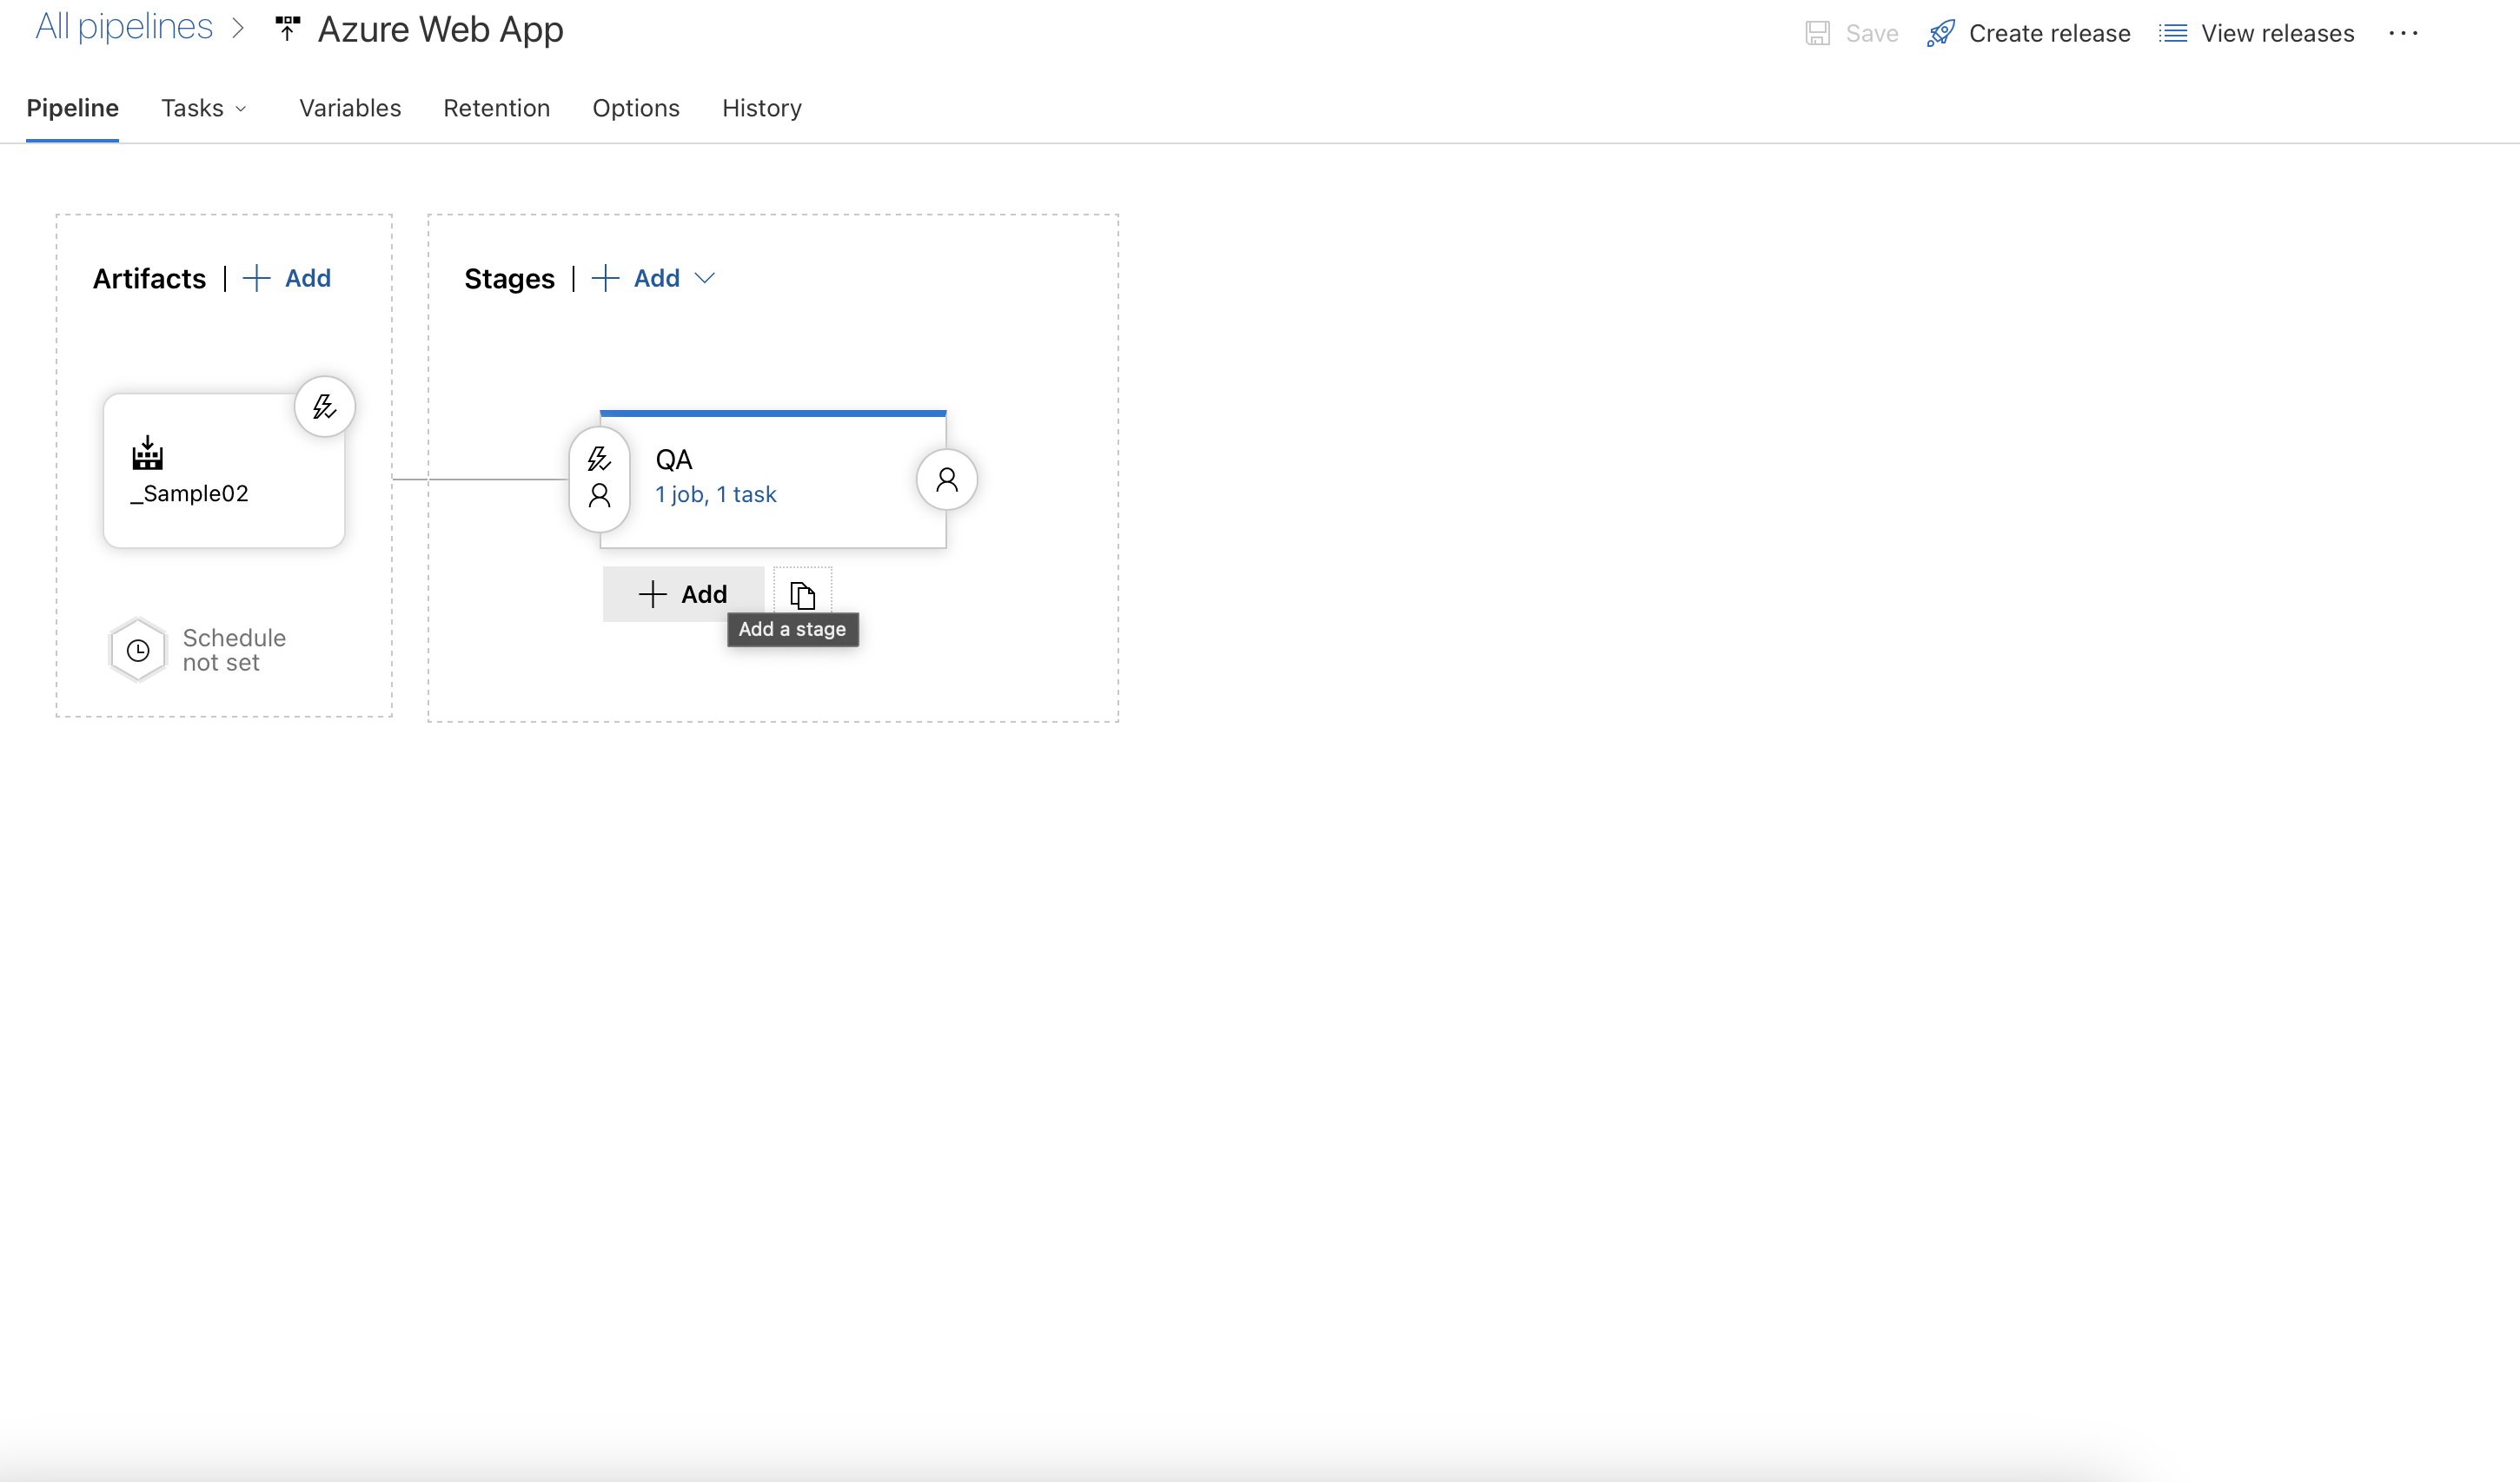 All pipelines > Azure Web App
Save Create release View releases ...
Pipeline Tasks Variables Retention Options History
Artifacts | + Add
Stages | + Add
_Sample02
QA
1 job, 1 task
+ Add
Add a stage
Schedule
not set